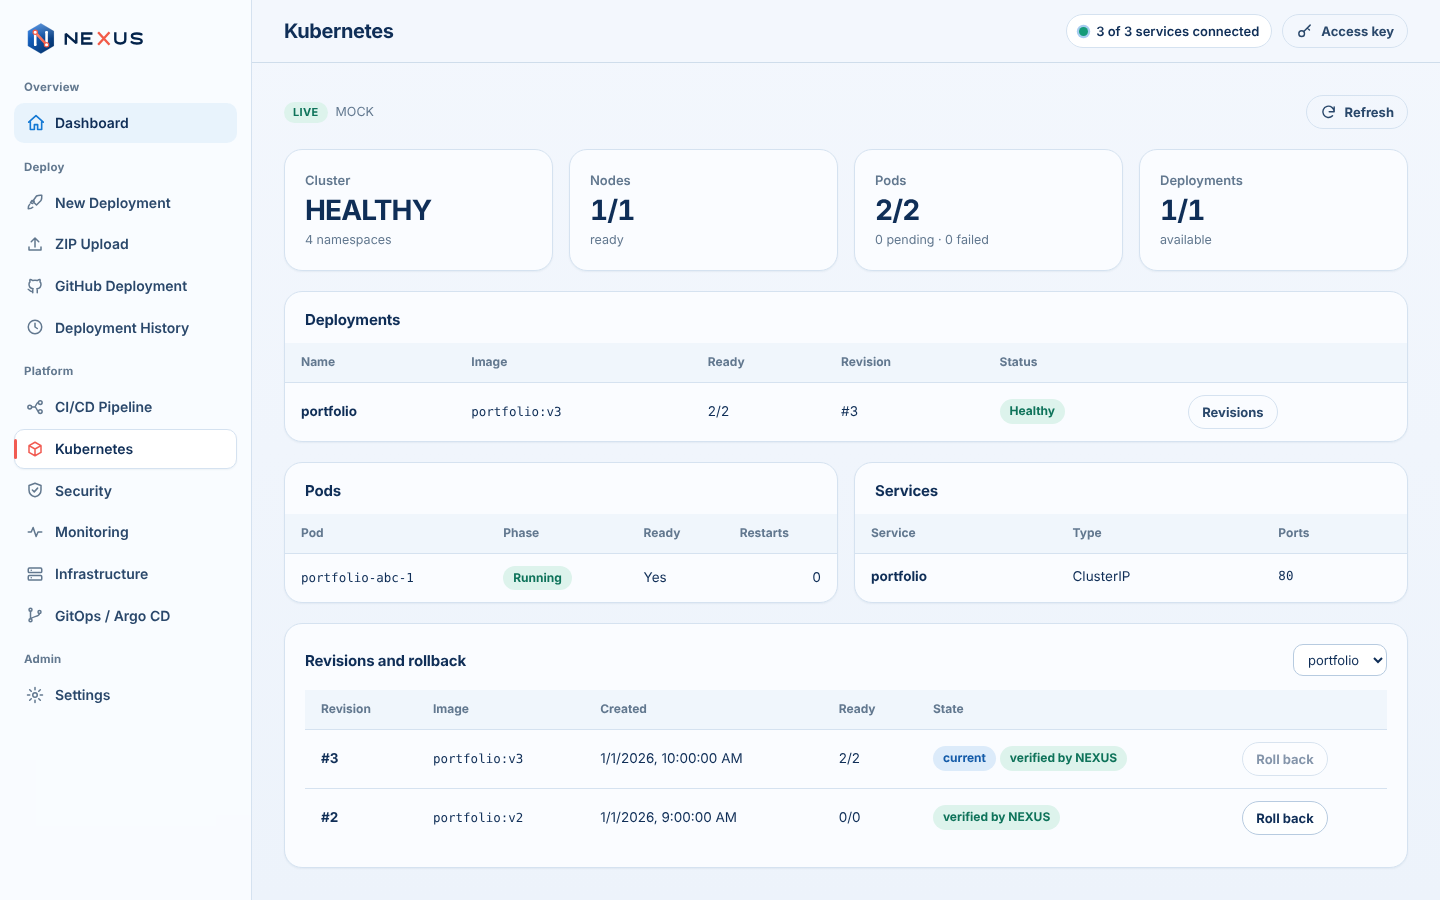 NEXUS
Overview
Dashboard
Deploy
New Deployment
ZIP Upload
GitHub Deployment
Deployment History
Platform
CI/CD Pipeline
Kubernetes
Security
Monitoring
Infrastructure
GitOps / Argo CD
Admin
Settings
Kubernetes
3 of 3 services connected
Access key
LIVE MOCK
Refresh
Cluster
HEALTHY
4 namespaces
Nodes
1/1
ready
Pods
2/2
0 pending · 0 failed
Deployments
1/1
available
Deployments
Name Image Ready Revision Status
portfolio portfolio:v3 2/2 #3 Healthy Revisions
Pods
Pod Phase Ready Restarts
portfolio-abc-1 Running Yes 0
Services
Service Type Ports
portfolio ClusterIP 80
Revisions and rollback
portfolio
Revision Image Created Ready State
#3 portfolio:v3 1/1/2026, 10:00:00 AM 2/2 current verified by NEXUS Roll back
#2 portfolio:v2 1/1/2026, 9:00:00 AM 0/0 verified by NEXUS Roll back